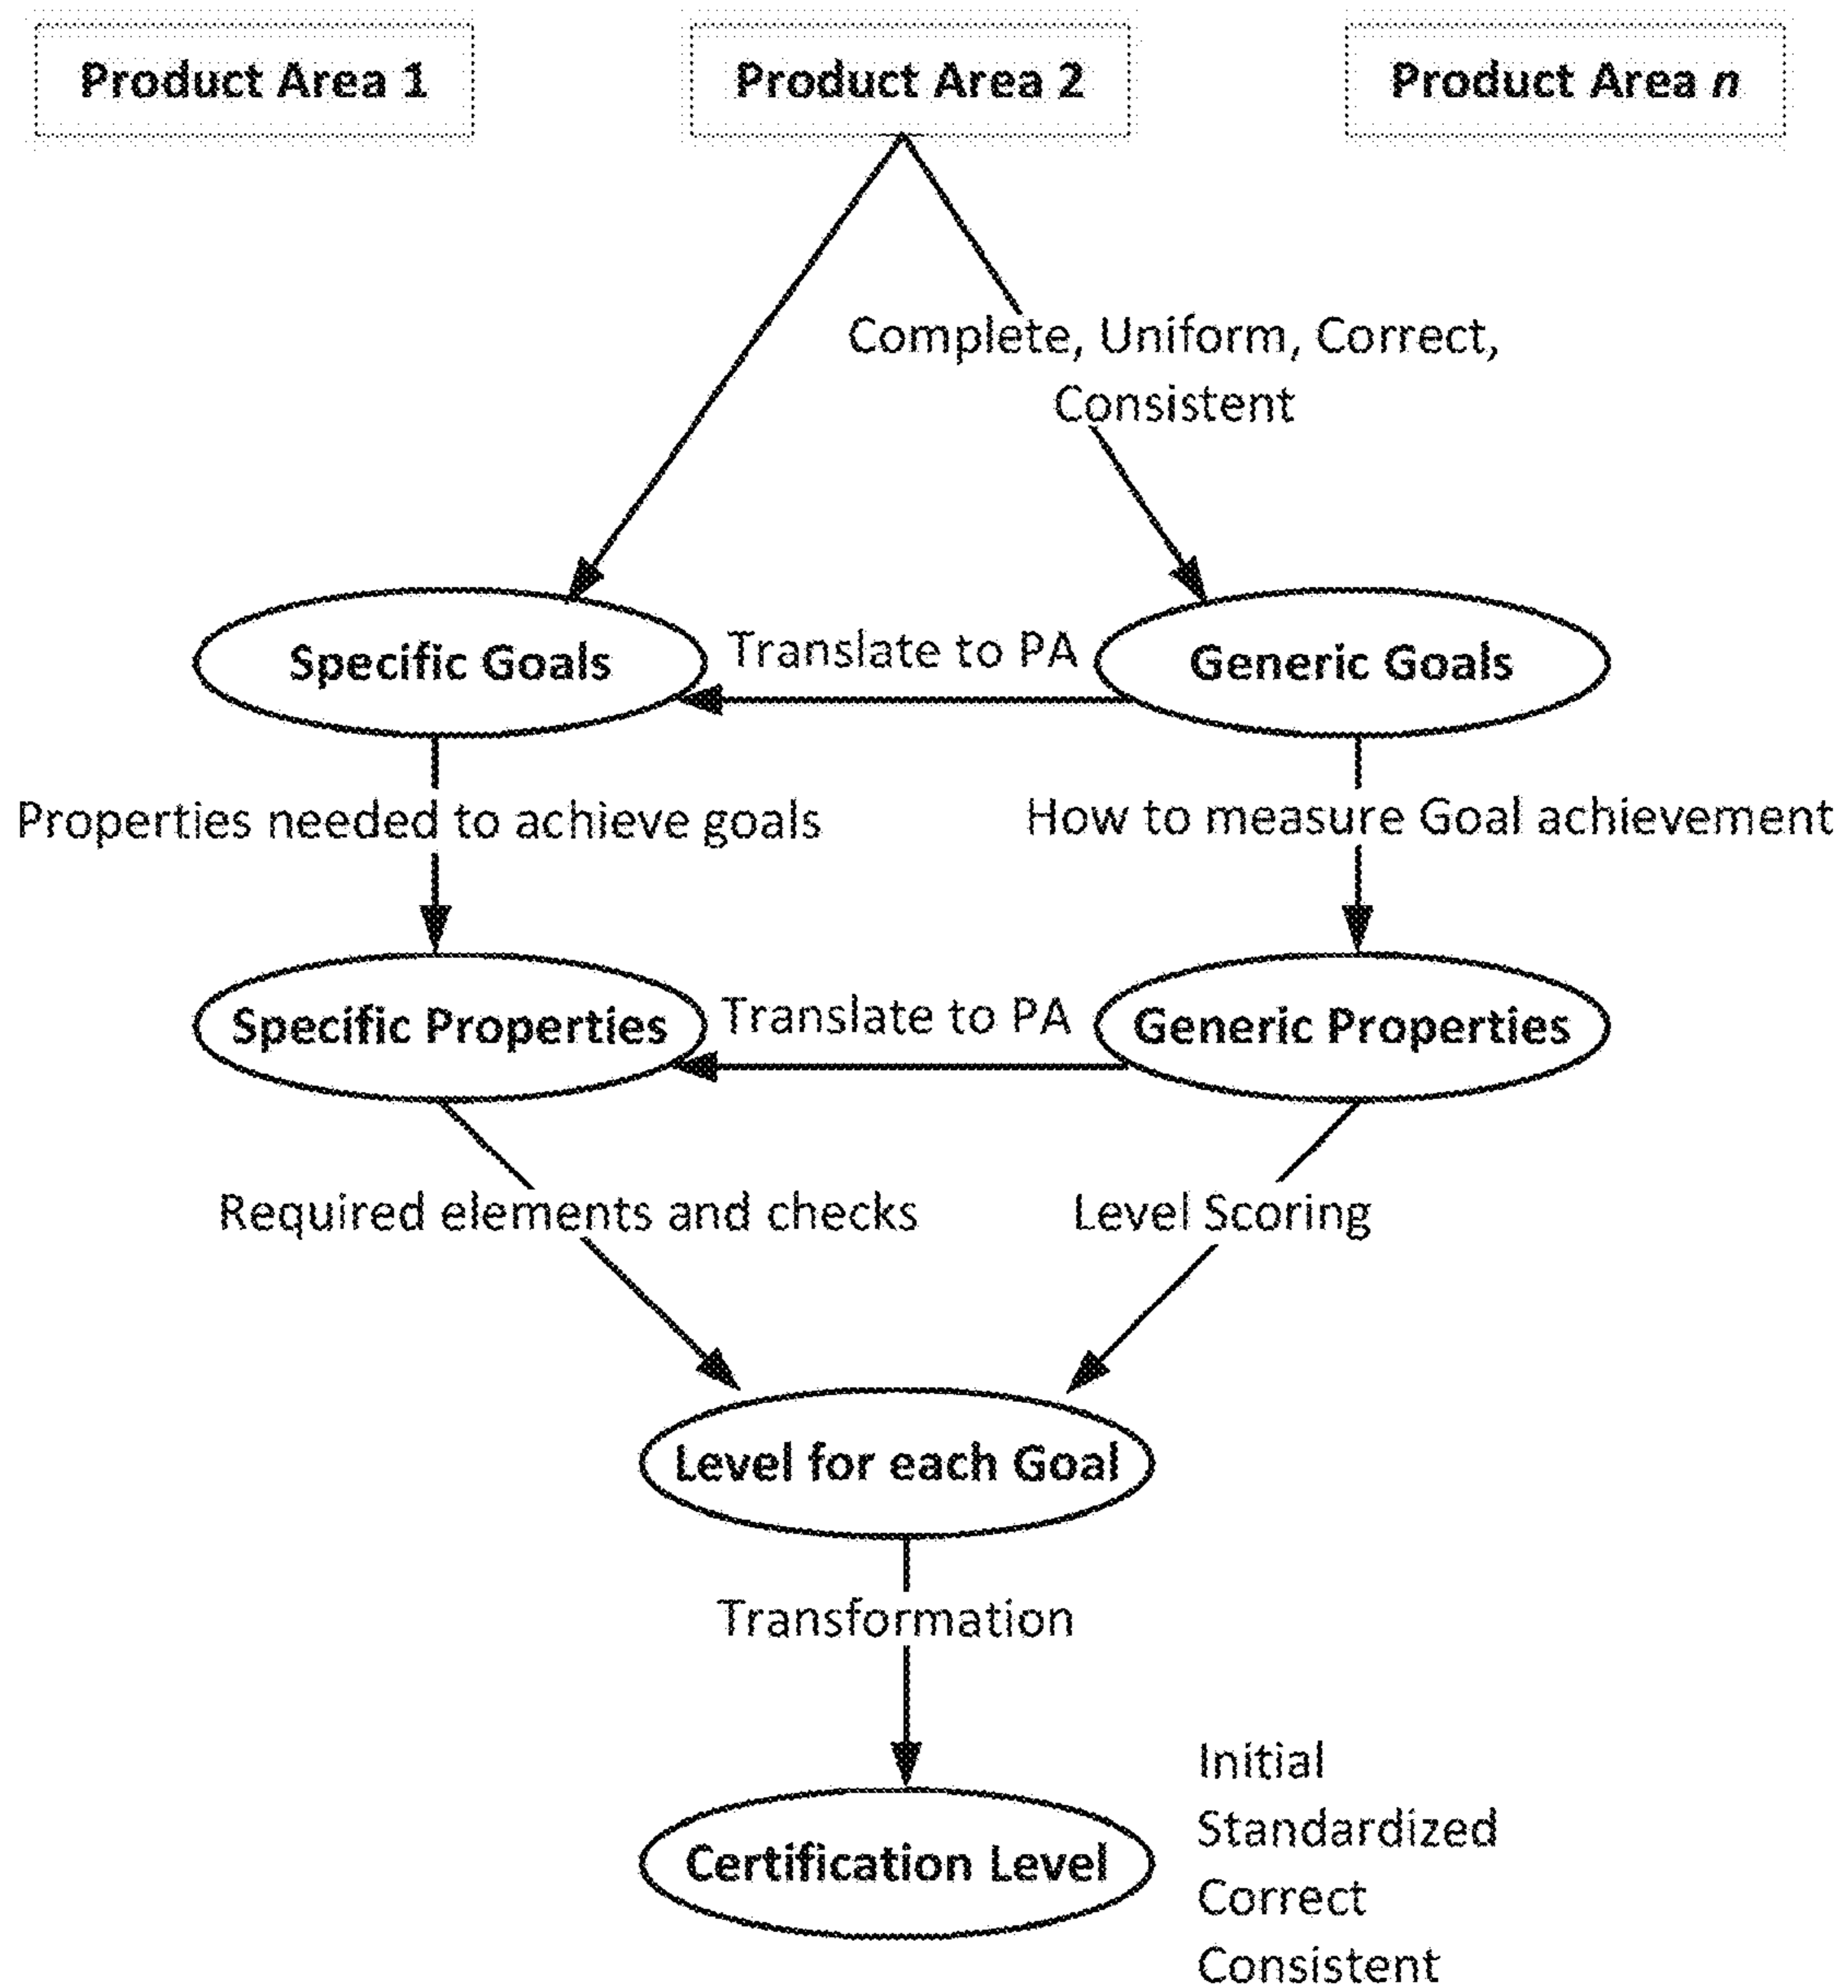 Product Area 1
Product Area 2
Product Area n
Complete, Uniform, Correct,
Consistent
Specific Goals
Translate to PA
Generic Goals
Properties needed to achieve goals
How to measure Goal achievement
Specific Properties
Translate to PA
Generic Properties
Required elements and checks
Level Scoring
Level for each Goal
Transformation
Certification Level
Initial
Standardized
Correct
Consistent